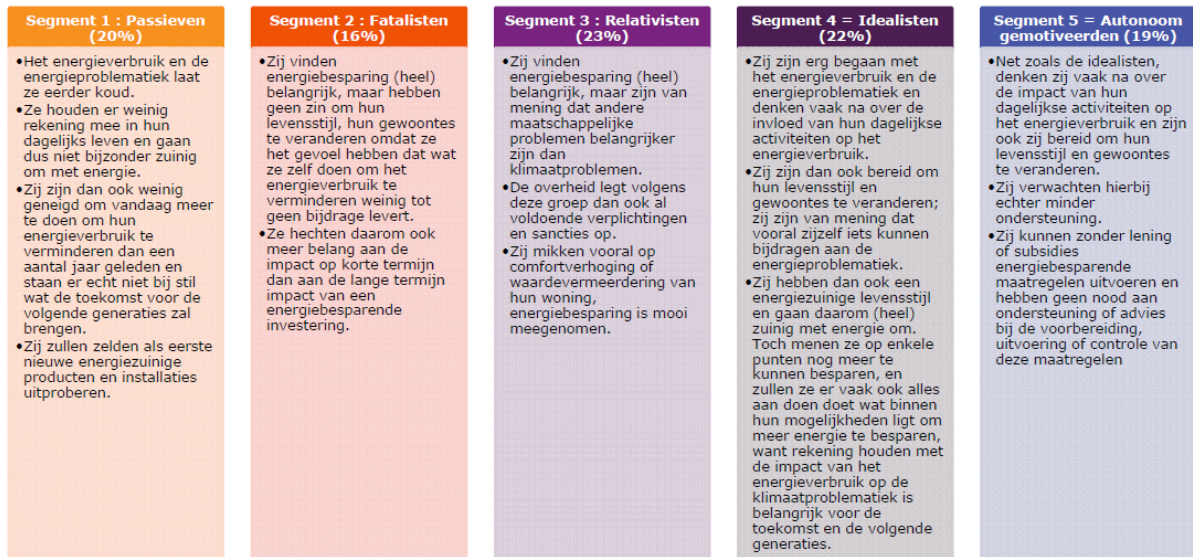 Segment 1 : Passieven
(20%)
•Het energieverbruik en de
energieproblematiek laat
ze eerder koud.
•Ze houden er weinig
rekening mee in hun
dagelijks leven en gaan
dus niet bijzonder zuinig
om met energie.
•Zij zijn dan ook weinig
geneigd om vandaag meer
te doen om hun
energieverbruik te
verminderen dan een
aantal jaar geleden en
staan er echt niet bij stil
wat de toekomst voor de
volgende generaties zal
brengen.
•Zij zullen zelden als eerste
nieuwe energiezuinige
producten en installaties
uitproberen.
Segment 2 : Fatalisten
(16%)
•Zij vinden
energiebesparing (heel)
belangrijk, maar hebben
geen zin om hun
levensstijl, hun gewoontes
te veranderen omdat ze
het gevoel hebben dat wat
ze zelf doen om het
energieverbruik te
verminderen weinig tot
geen bijdrage levert.
•Ze hechten daarom ook
meer belang aan de
impact op korte termijn
dan aan de lange termijn
impact van een
energiebesparende
investering.
Segment 3 : Relativisten
(23%)
•Zij vinden
energiebesparing (heel)
belangrijk, maar zijn van
mening dat andere
maatschappelijke
problemen belangrijker
zijn dan
klimaatproblemen.
•De overheid legt volgens
deze groep dan ook al
voldoende verplichtingen
en sancties op.
•Zij mikken vooral op
comfortverhoging of
waardevermeerdering van
hun woning,
energiebesparing is mooi
meegenomen.
Segment 4 = Idealisten
(22%)
•Zij zijn erg begaan met
het energieverbruik en de
energieproblematiek en
denken vaak na over de
invloed van hun dagelijkse
activiteiten op het
energieverbruik.
•Zij zijn dan ook bereid om
hun levensstijl en
gewoontes te veranderen;
zij zijn van mening dat
vooral zijzelf iets kunnen
bijdragen aan de
energieproblematiek.
•Zij hebben dan ook een
energiezuinige levensstijl
en gaan daarom (heel)
zuinig met energie om.
Toch menen ze op enkele
punten nog meer te
kunnen besparen, en
zullen ze er vaak ook alles
aan doen doet wat binnen
hun mogelijkheden ligt om
meer energie te besparen,
want rekening houden met
de impact van het
energieverbruik op de
klimaatproblematiek is
belangrijk voor de
toekomst en de volgende
generaties.
Segment 5 = Autonoom
gemotiveerden (19%)
•Net zoals de idealisten,
denken zij vaak na over
de impact van hun
dagelijkse activiteiten op
het energieverbruik en zijn
ook zij bereid om hun
levensstijl en gewoontes
te veranderen.
•Zij verwachten hierbij
echter minder
ondersteuning.
•Zij kunnen zonder lening
of subsidies
energiebesparende
maatregelen uitvoeren en
hebben geen nood aan
ondersteuning of advies
bij de voorbereiding,
uitvoering of controle van
deze maatregelen